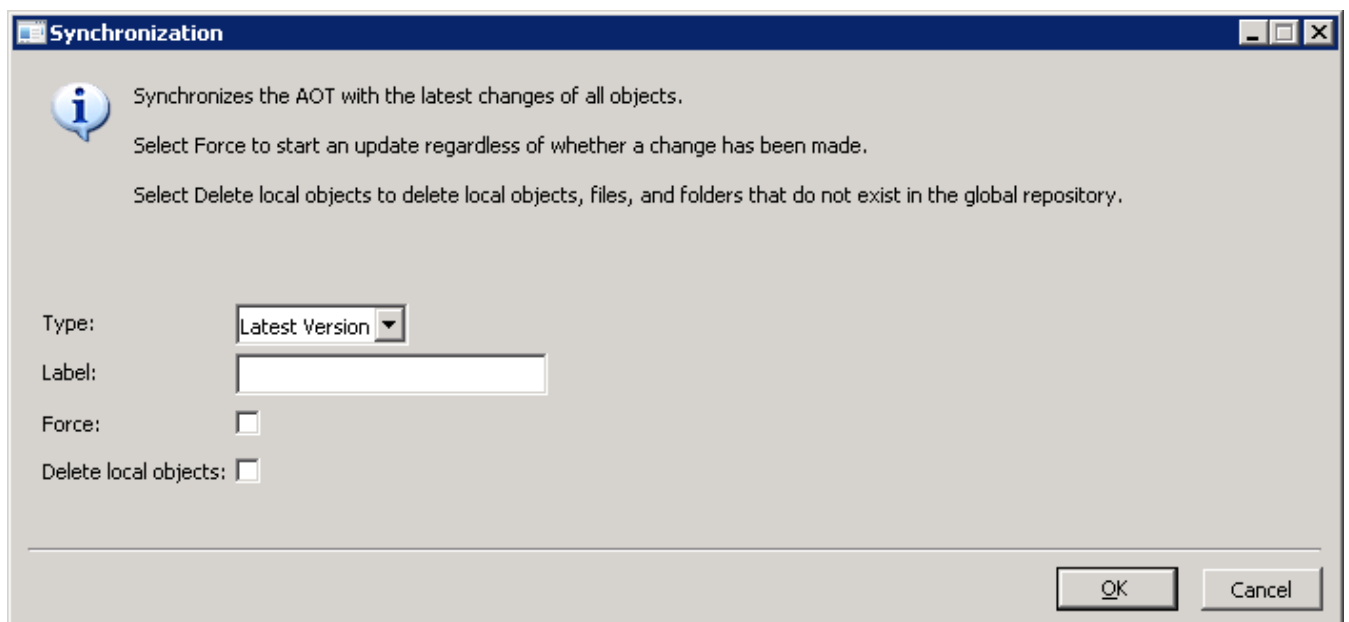 Synchronization
Synchronizes the AOT with the latest changes of all objects.
Select Force to start an update regardless of whether a change has been made.
Select Delete local objects to delete local objects, files, and folders that do not exist in the global repository.
Type: Latest Version
Label:
Force:
Delete local objects:
OK Cancel